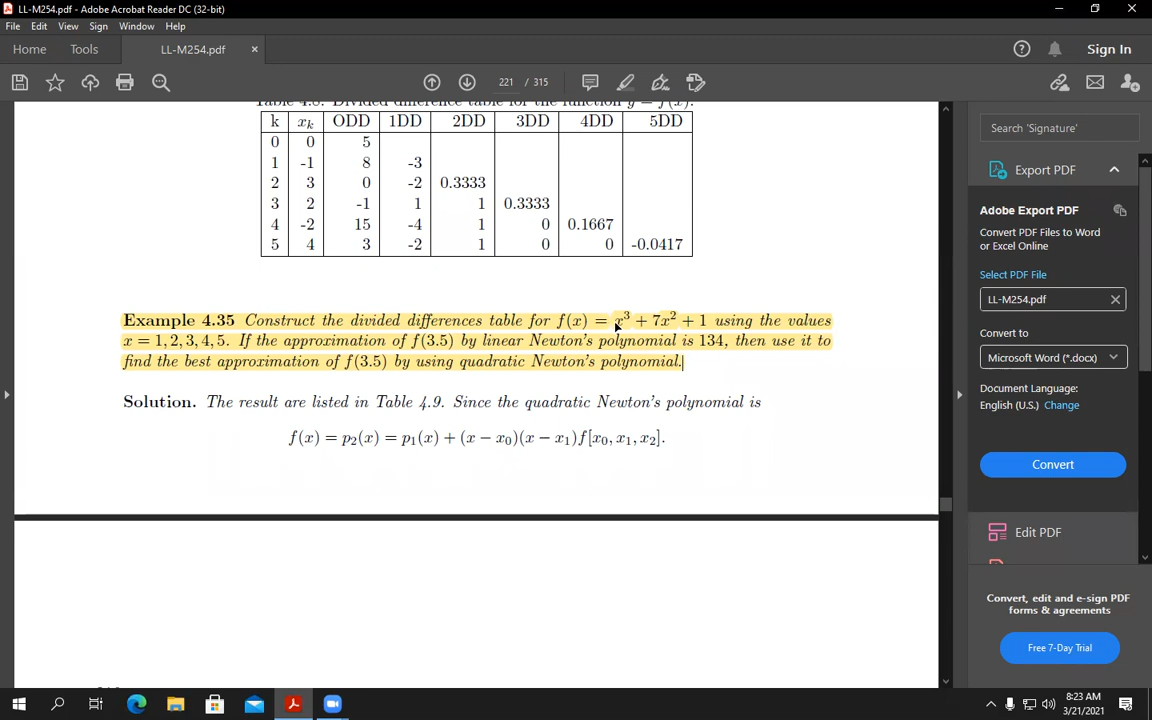 LL-M254.pdf - Adobe Acrobat Reader DC (32-bit)
File Edit View Sign Window Help
Home Tools LL-M254.pdf × Sign In
221 / 315
Table 4.8: Divided difference table for the function y = f(x).
k x_k ODD 1DD 2DD 3DD 4DD 5DD
0 0 5
1 -1 8 -3
2 3 0 -2 0.3333
3 2 -1 1 1 0.3333
4 -2 15 -4 1 0 0.1667
5 4 3 -2 1 0 0 -0.0417
Example 4.35 Construct the divided differences table for f(x) = x³ + 7x² + 1 using the values
x = 1, 2, 3, 4, 5. If the approximation of f(3.5) by linear Newton's polynomial is 134, then use it to
find the best approximation of f(3.5) by using quadratic Newton's polynomial.
Solution. The result are listed in Table 4.9. Since the quadratic Newton's polynomial is
f(x) = p₂(x) = p₁(x) + (x − x₀)(x − x₁)f[x₀, x₁, x₂].
Search 'Signature'
Export PDF
Adobe Export PDF
Convert PDF Files to Word
or Excel Online
Select PDF File
LL-M254.pdf
Convert to
Microsoft Word (*.docx)
Document Language:
English (U.S.) Change
Convert
Edit PDF
Convert, edit and e-sign PDF
forms & agreements
Free 7-Day Trial
8:23 AM
3/21/2021